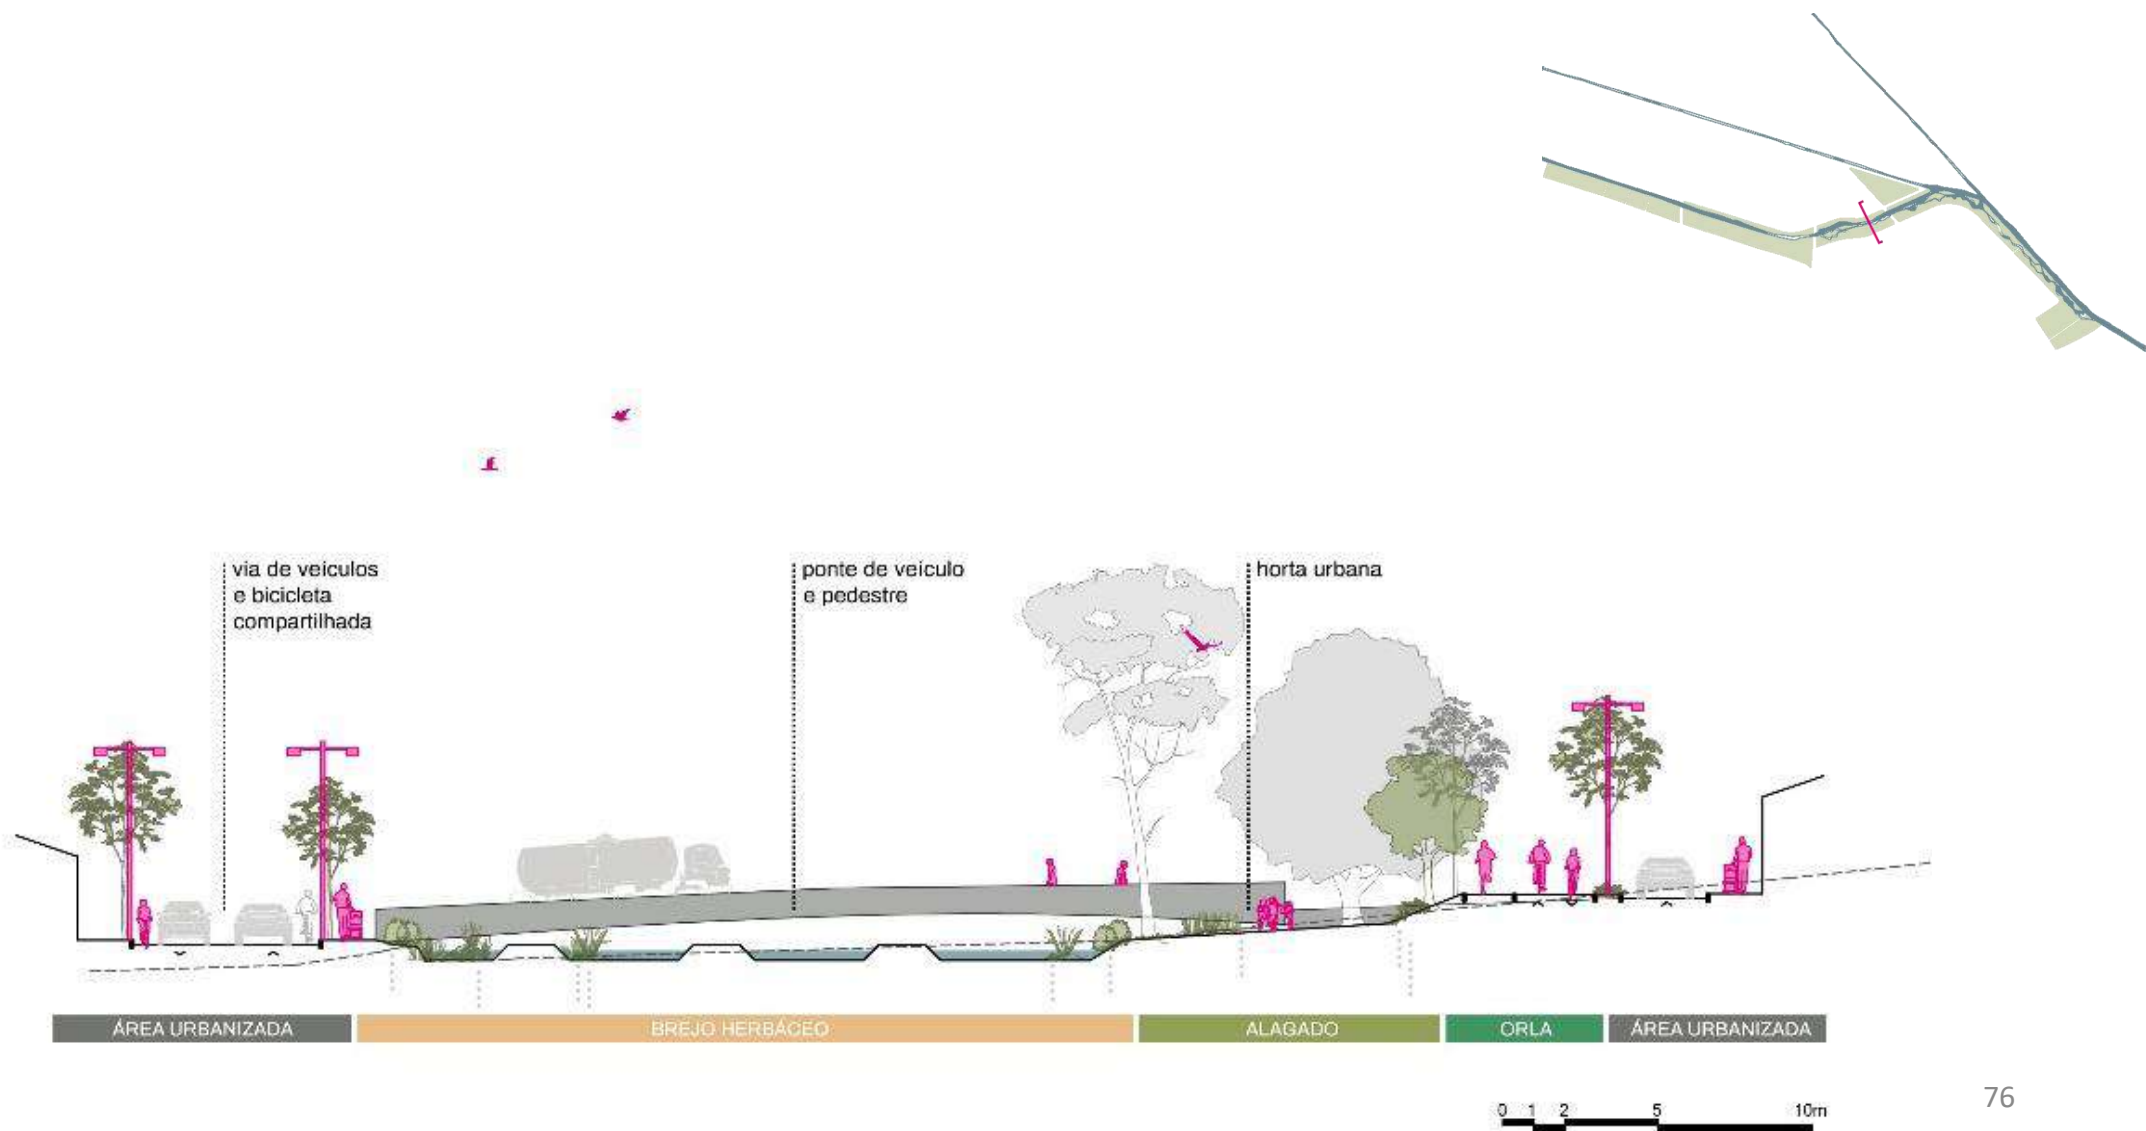 via de veículos
e bicicleta
compartilhada
ponte de veículo
e pedestre
horta urbana
ÁREA URBANIZADA
BREJO HERBÁCEO
ALAGADO
ORLA
ÁREA URBANIZADA
0 1 2 5 10m
76